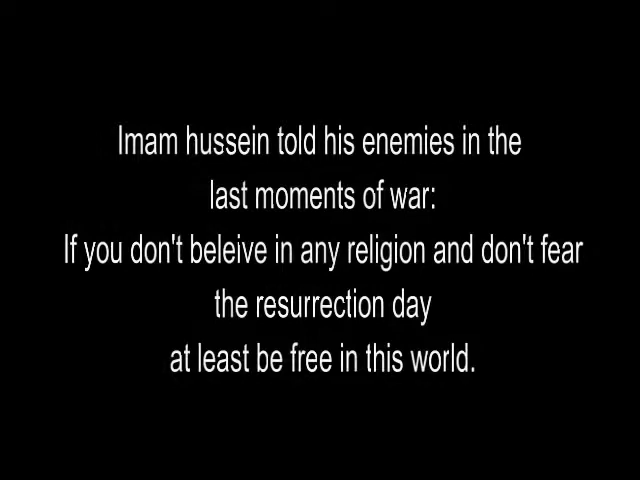 Imam hussein told his enemies in the
last moments of war:
If you don't beleive in any religion and don't fear
the resurrection day
at least be free in this world.